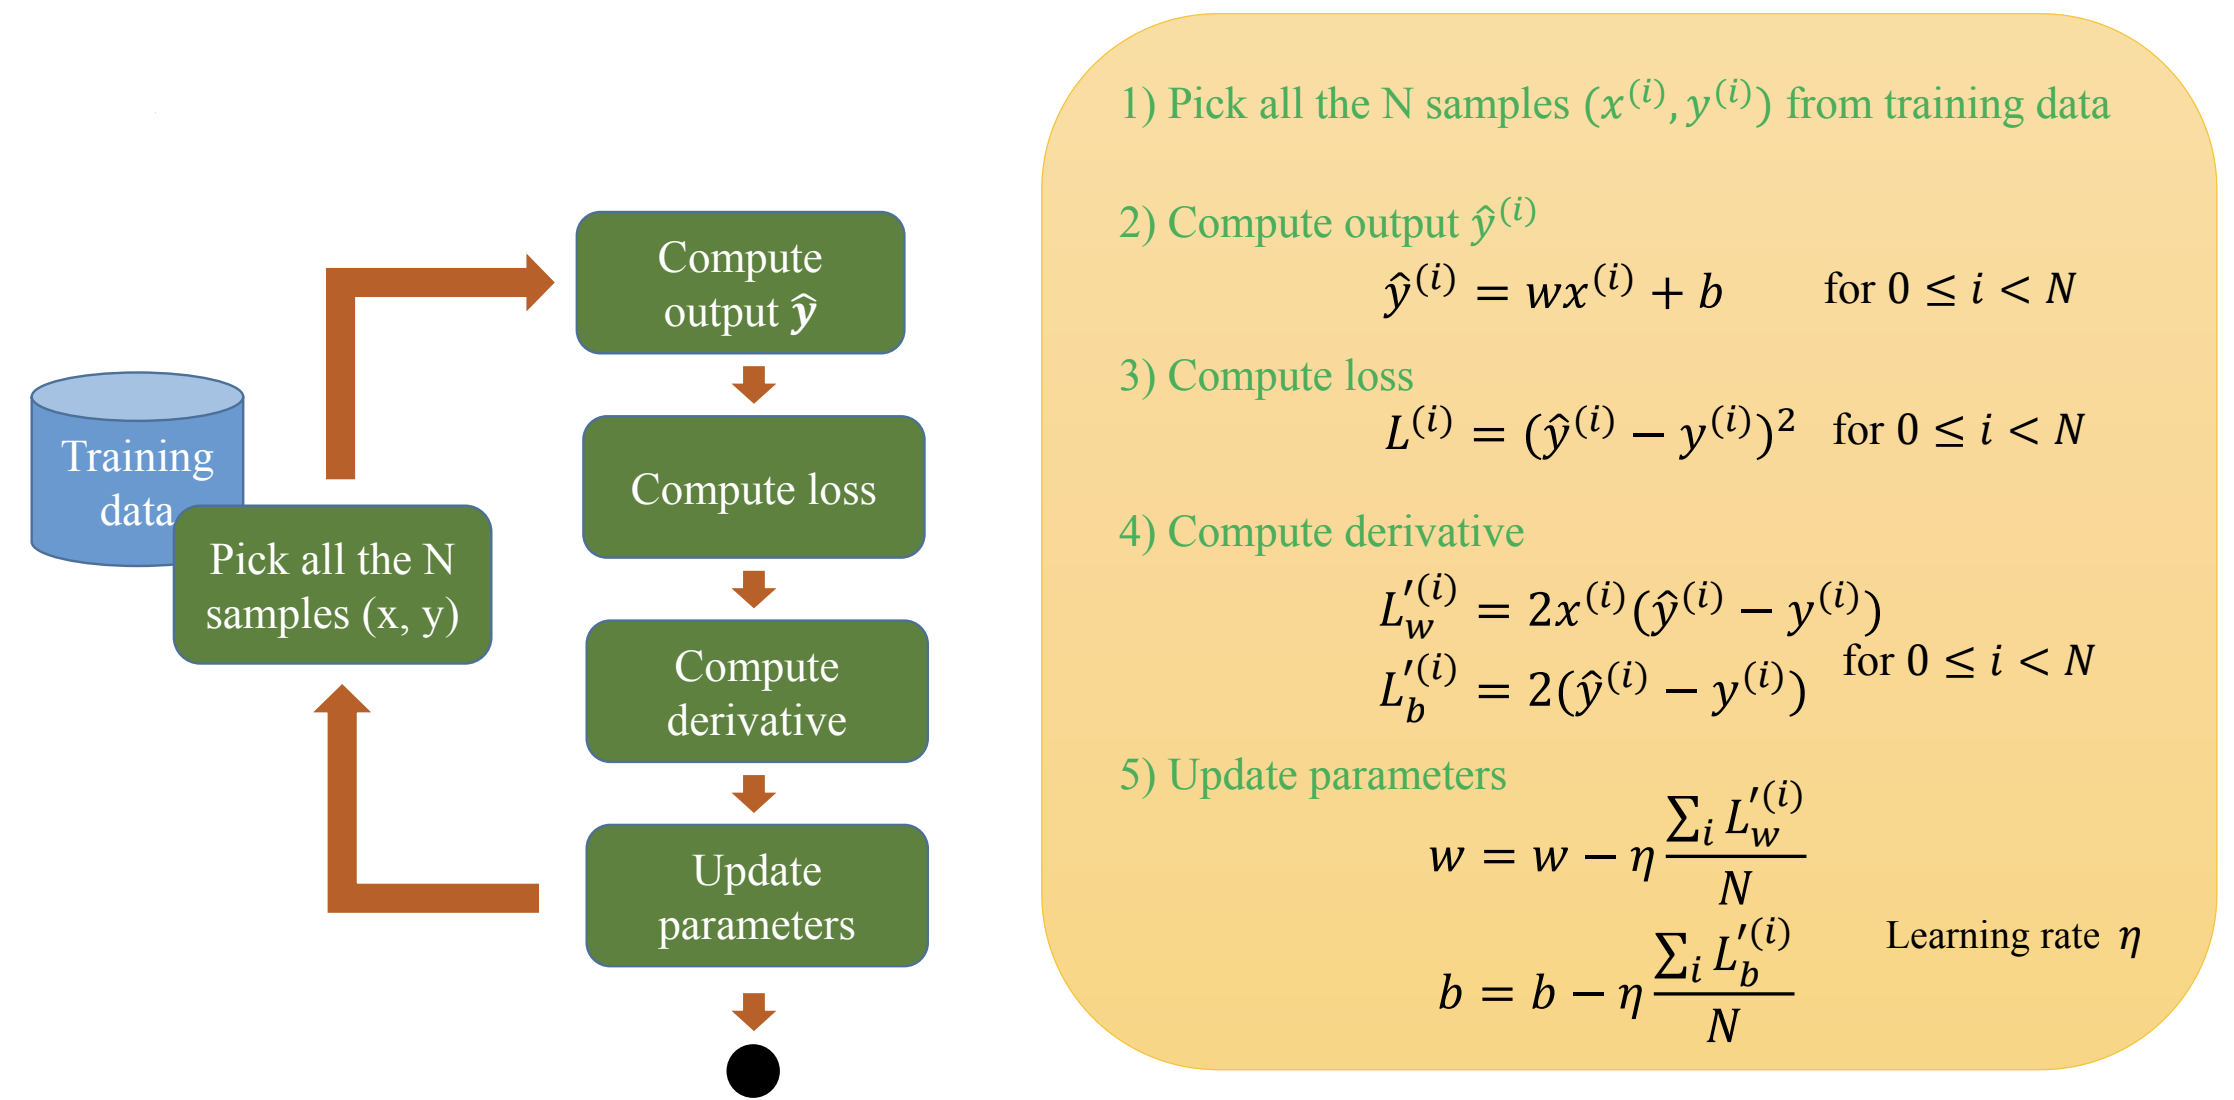 Training
data
Pick all the N
samples (x, y)
Compute
output ŷ
Compute loss
Compute
derivative
Update
parameters
1) Pick all the N samples (x⁽ⁱ⁾, y⁽ⁱ⁾) from training data
2) Compute output ŷ⁽ⁱ⁾
ŷ⁽ⁱ⁾ = wx⁽ⁱ⁾ + b for 0 ≤ i < N
3) Compute loss
L⁽ⁱ⁾ = (ŷ⁽ⁱ⁾ − y⁽ⁱ⁾)² for 0 ≤ i < N
4) Compute derivative
L'_w⁽ⁱ⁾ = 2x⁽ⁱ⁾(ŷ⁽ⁱ⁾ − y⁽ⁱ⁾)
L'_b⁽ⁱ⁾ = 2(ŷ⁽ⁱ⁾ − y⁽ⁱ⁾) for 0 ≤ i < N
5) Update parameters
w = w − η ∑ᵢ L'_w⁽ⁱ⁾ / N
b = b − η ∑ᵢ L'_b⁽ⁱ⁾ / N
Learning rate η